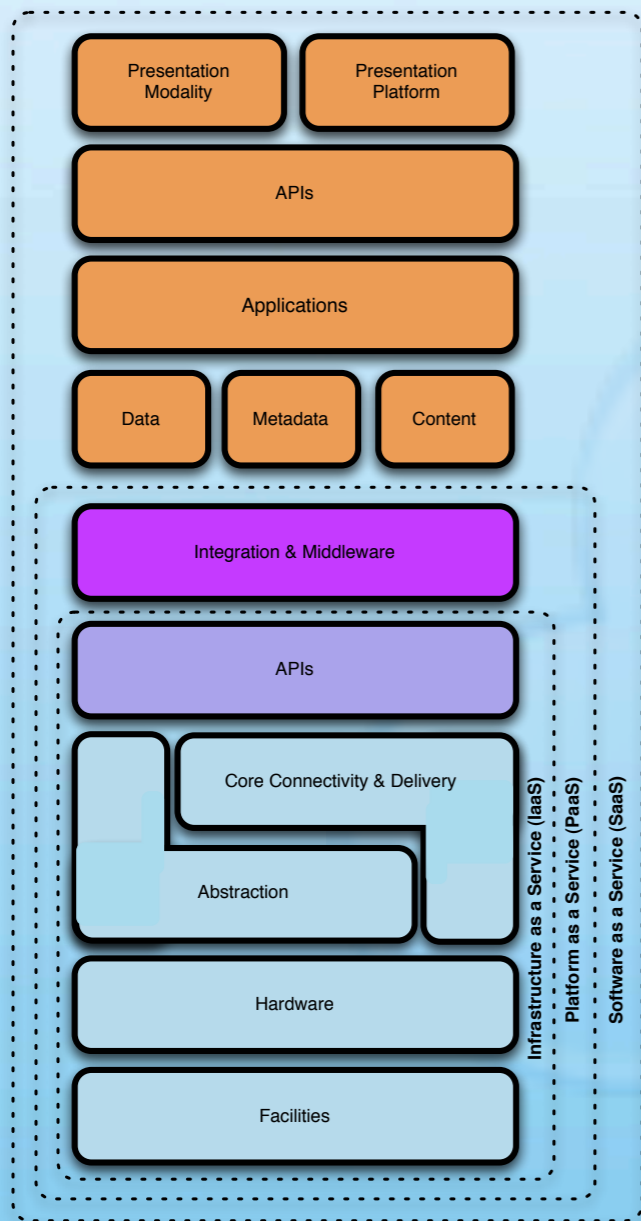 Presentation
Modality
Presentation
Platform
APIs
Applications
Data
Metadata
Content
Integration & Middleware
APIs
Core Connectivity & Delivery
Abstraction
Hardware
Facilities
Infrastructure as a Service (IaaS)
Platform as a Service (PaaS)
Software as a Service (SaaS)